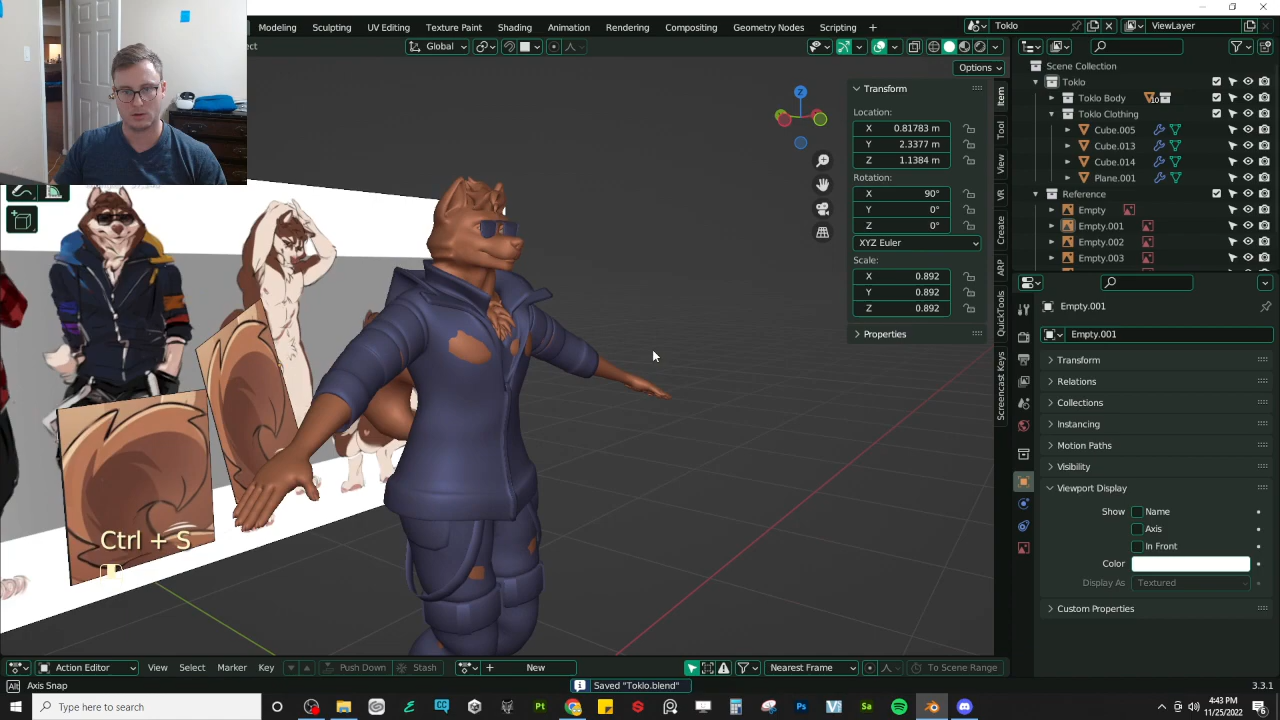 Modeling Sculpting UV Editing Texture Paint Shading Animation Rendering Compositing Geometry Nodes Scripting + Toklo ViewLayer
ect Global
Options
Transform
Location:
X 0.81783 m
Y 2.3377 m
Z 1.1384 m
Rotation:
X 90°
Y 0°
Z 0°
XYZ Euler
Scale:
X 0.892
Y 0.892
Z 0.892
Properties
Item
Tool
View
VR
Create
ARP
QuickTools
Screencast Keys
Z
Scene Collection
Toklo
Toklo Body 10
Toklo Clothing
Cube.005
Cube.013
Cube.014
Plane.001
Reference
Empty
Empty.001
Empty.002
Empty.003
Empty.001
Empty.001
Transform
Relations
Collections
Instancing
Motion Paths
Visibility
Viewport Display
Show Name
Axis
In Front
Color
Display As Textured
Custom Properties
Ctrl + S
Action Editor View Select Marker Key Push Down Stash + New Nearest Frame To Scene Range
Alt Axis Snap Saved "Toklo.blend" 3.3.1
Type here to search Pt Ps Sa 4:43 PM
11/25/2022